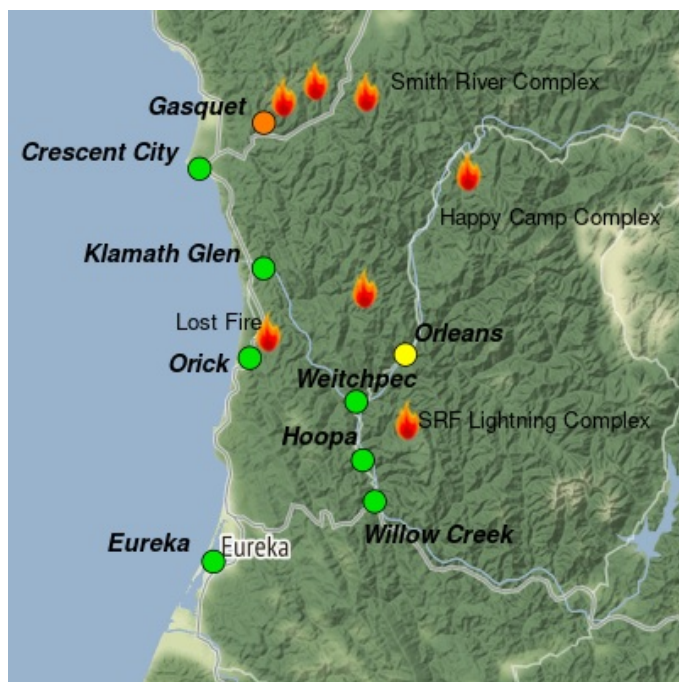 Smith River Complex
Gasquet
Crescent City
Happy Camp Complex
Klamath Glen
Lost Fire
Orleans
Orick
Weitchpec
SRF Lightning Complex
Hoopa
Willow Creek
Eureka
Eureka